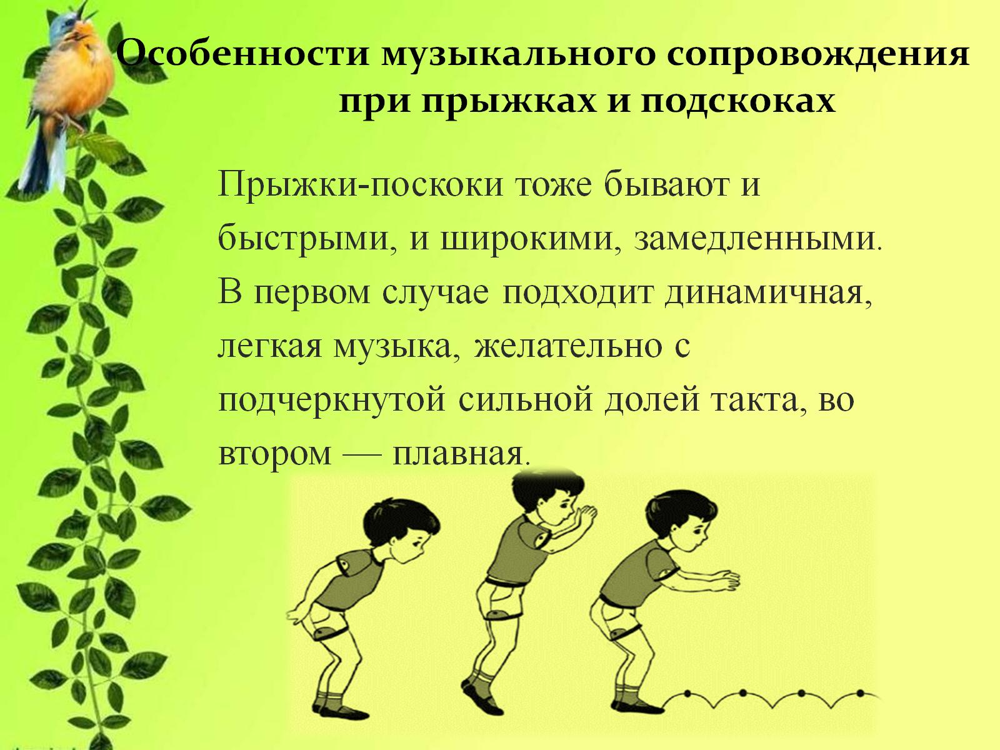 Особенности музыкального сопровождения
при прыжках и подскоках
Прыжки-поскоки тоже бывают и
быстрыми, и широкими, замедленными.
В первом случае подходит динамичная,
легкая музыка, желательно с
подчеркнутой сильной долей такта, во
втором — плавная.